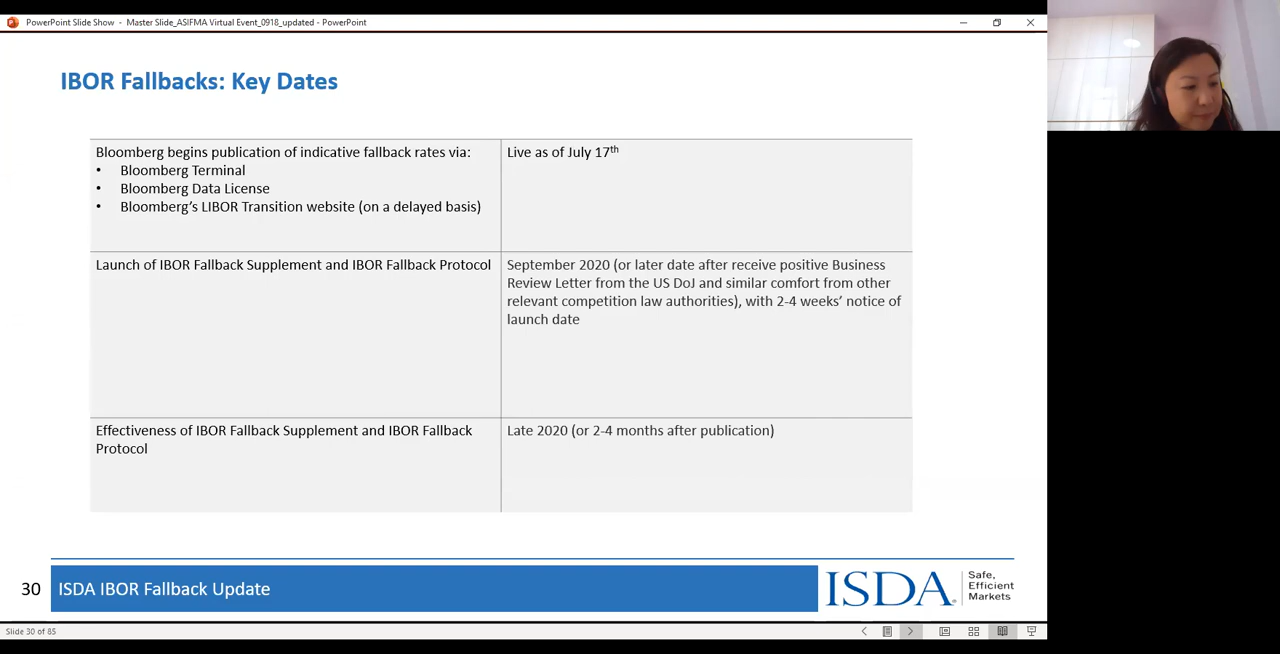 PowerPoint Slide Show - Master Slide_ASIFMA Virtual Event_0918_updated - PowerPoint
IBOR Fallbacks: Key Dates
Bloomberg begins publication of indicative fallback rates via:
• Bloomberg Terminal
• Bloomberg Data License
• Bloomberg's LIBOR Transition website (on a delayed basis)
Live as of July 17th
Launch of IBOR Fallback Supplement and IBOR Fallback Protocol
September 2020 (or later date after receive positive Business
Review Letter from the US DoJ and similar comfort from other
relevant competition law authorities), with 2-4 weeks' notice of
launch date
Effectiveness of IBOR Fallback Supplement and IBOR Fallback
Protocol
Late 2020 (or 2-4 months after publication)
30
ISDA IBOR Fallback Update
ISDA®
Safe,
Efficient
Markets
Slide 30 of 85